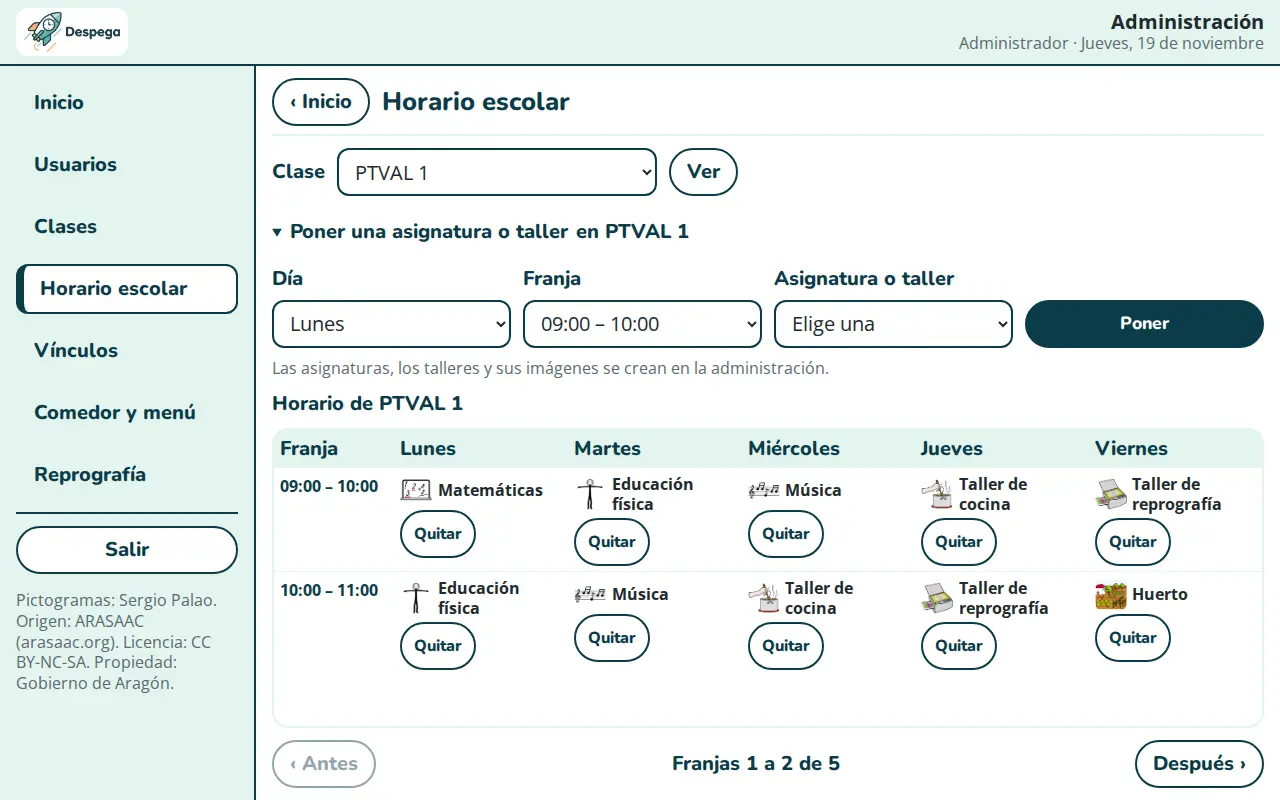 Despega
Administración
Administrador · Jueves, 19 de noviembre
Inicio
Usuarios
Clases
Horario escolar
Vínculos
Comedor y menú
Reprografía
Salir
Pictogramas: Sergio Palao.
Origen: ARASAAC
(arasaac.org). Licencia: CC
BY-NC-SA. Propiedad:
Gobierno de Aragón.
‹ Inicio
Horario escolar
Clase
PTVAL 1
Ver
▾ Poner una asignatura o taller en PTVAL 1
Día
Franja
Asignatura o taller
Lunes
09:00 – 10:00
Elige una
Poner
Las asignaturas, los talleres y sus imágenes se crean en la administración.
Horario de PTVAL 1
Franja Lunes Martes Miércoles Jueves Viernes
09:00 – 10:00
Matemáticas
Quitar
Educación
física
Quitar
Música
Quitar
Taller de
cocina
Quitar
Taller de
reprografía
Quitar
10:00 – 11:00
Educación
física
Quitar
Música
Quitar
Taller de
cocina
Quitar
Taller de
reprografía
Quitar
Huerto
Quitar
‹ Antes
Franjas 1 a 2 de 5
Después ›